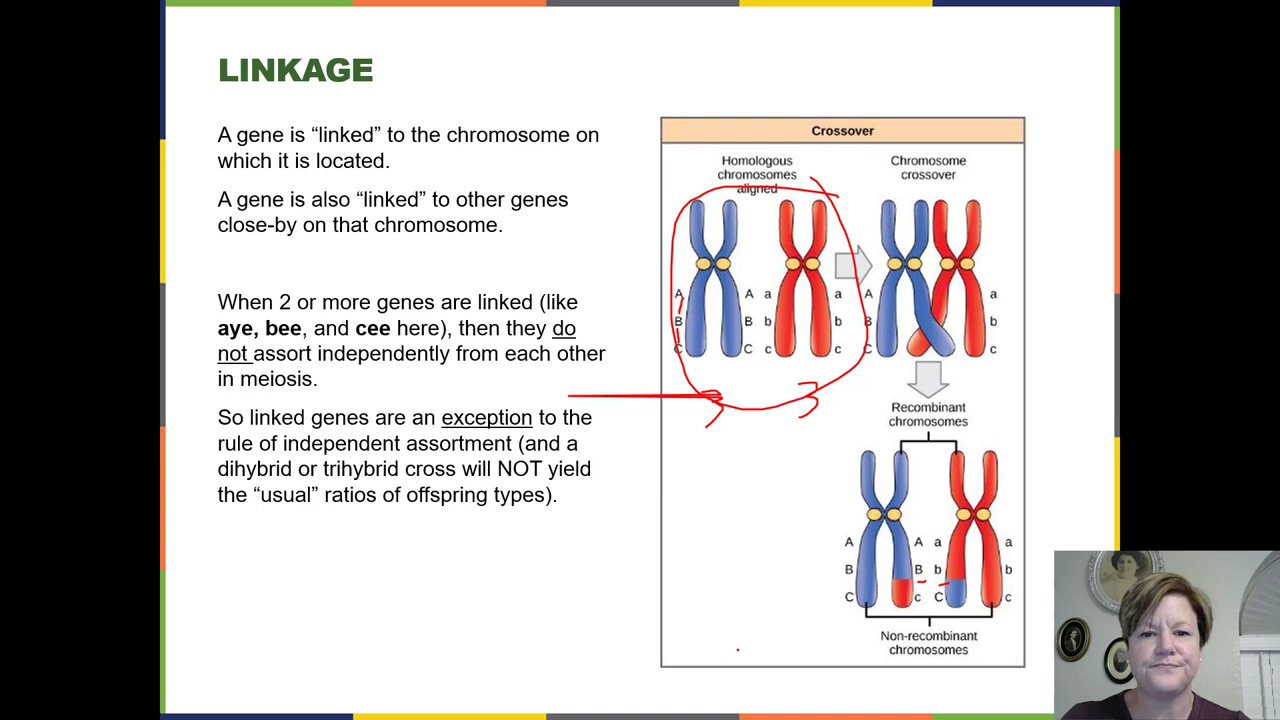 LINKAGE
A gene is “linked” to the chromosome on
which it is located.
A gene is also “linked” to other genes
close-by on that chromosome.
When 2 or more genes are linked (like
aye, bee, and cee here), then they do
not assort independently from each other
in meiosis.
So linked genes are an exception to the
rule of independent assortment (and a
dihybrid or trihybrid cross will NOT yield
the “usual” ratios of offspring types).
Crossover
Homologous
chromosomes
aligned
Chromosome
crossover
A A a a A a
B B b b B b
C C c c C c
Recombinant
chromosomes
A A a a
B B b b
C c C c
Non-recombinant
chromosomes